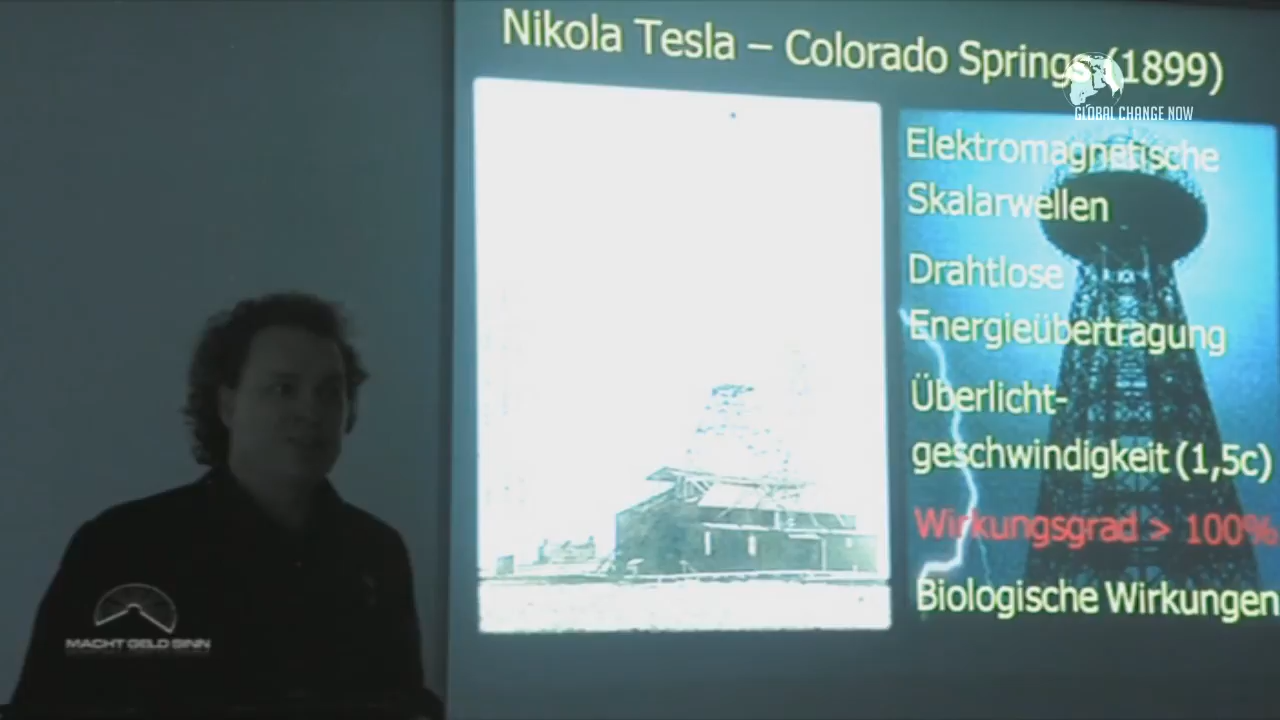 Nikola Tesla – Colorado Springs (1899)
GLOBAL CHANGE NOW
Elektromagnetische
Skalarwellen
Drahtlose
Energieübertragung
Überlicht-
geschwindigkeit (1,5c)
Wirkungsgrad > 100%
Biologische Wirkungen
MACHT GELD SINN